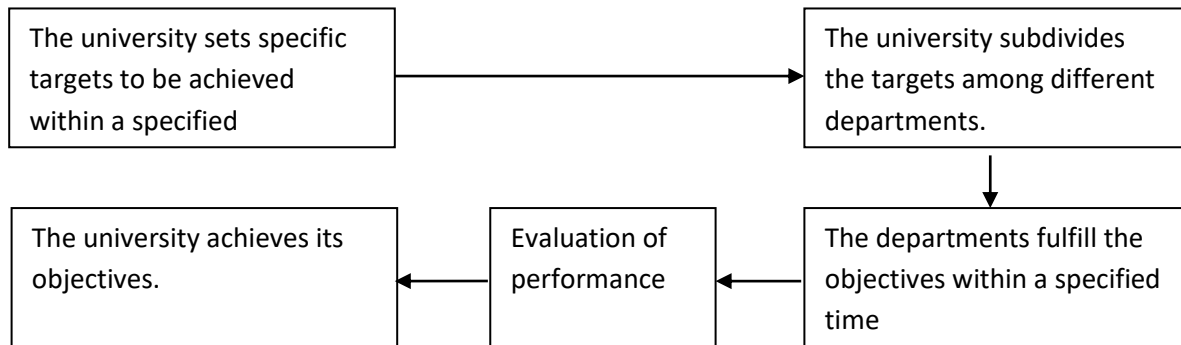 The university sets specific
targets to be achieved
within a specified
The university subdivides
the targets among different
departments.
The departments fulfill the
objectives within a specified
time
Evaluation of
performance
The university achieves its
objectives.